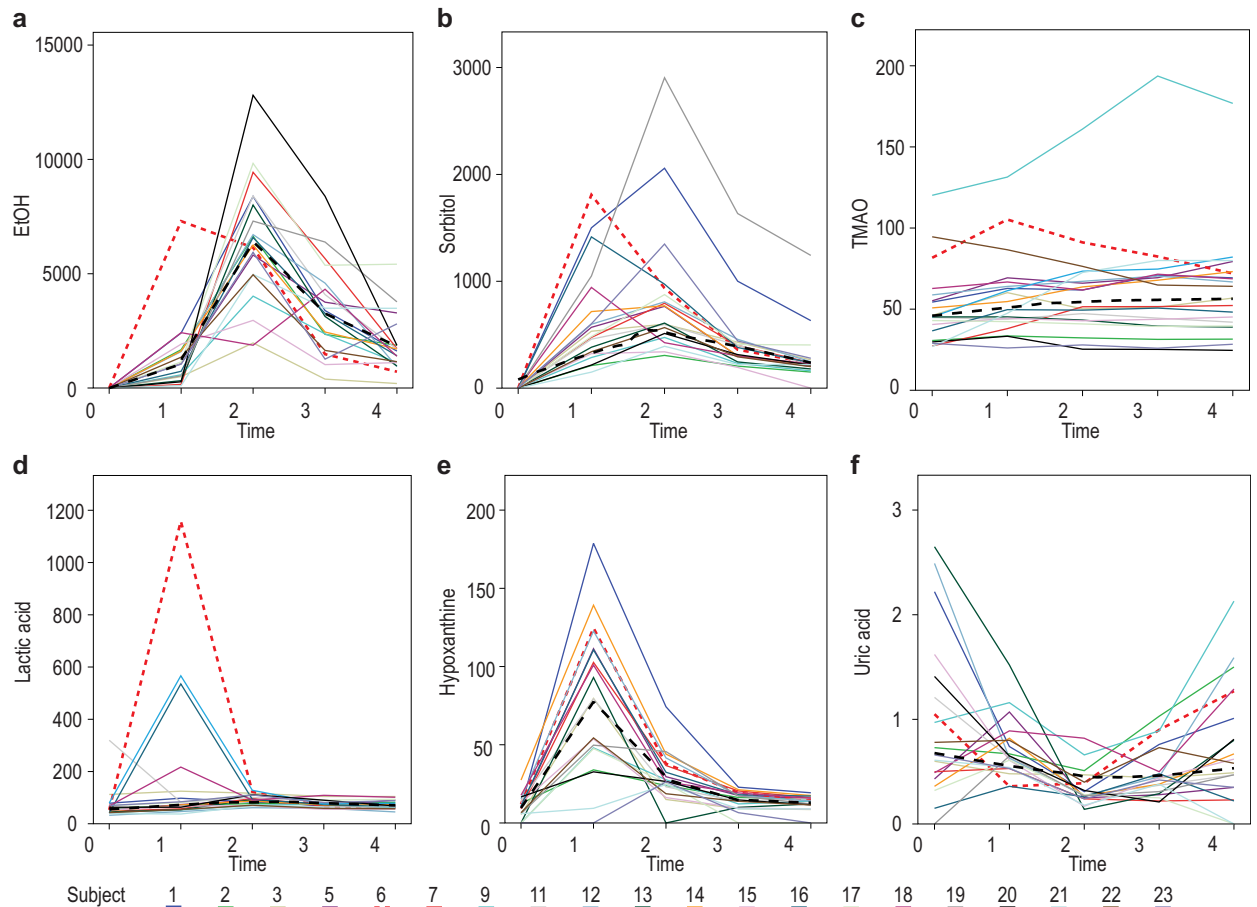 a
15000
10000
5000
0
EtOH
0 1 2 3 4
Time
b
3000
2000
1000
0
Sorbitol
0 1 2 3 4
Time
c
200
150
100
50
0
TMAO
0 1 2 3 4
Time
d
1200
1000
800
600
400
200
0
Lactic acid
0 1 2 3 4
Time
e
200
150
100
50
0
Hypoxanthine
0 1 2 3 4
Time
f
3
2
1
0
Uric acid
0 1 2 3 4
Time
Subject 1 2 3 5 6 7 9 11 12 13 14 15 16 17 18 19 20 21 22 23